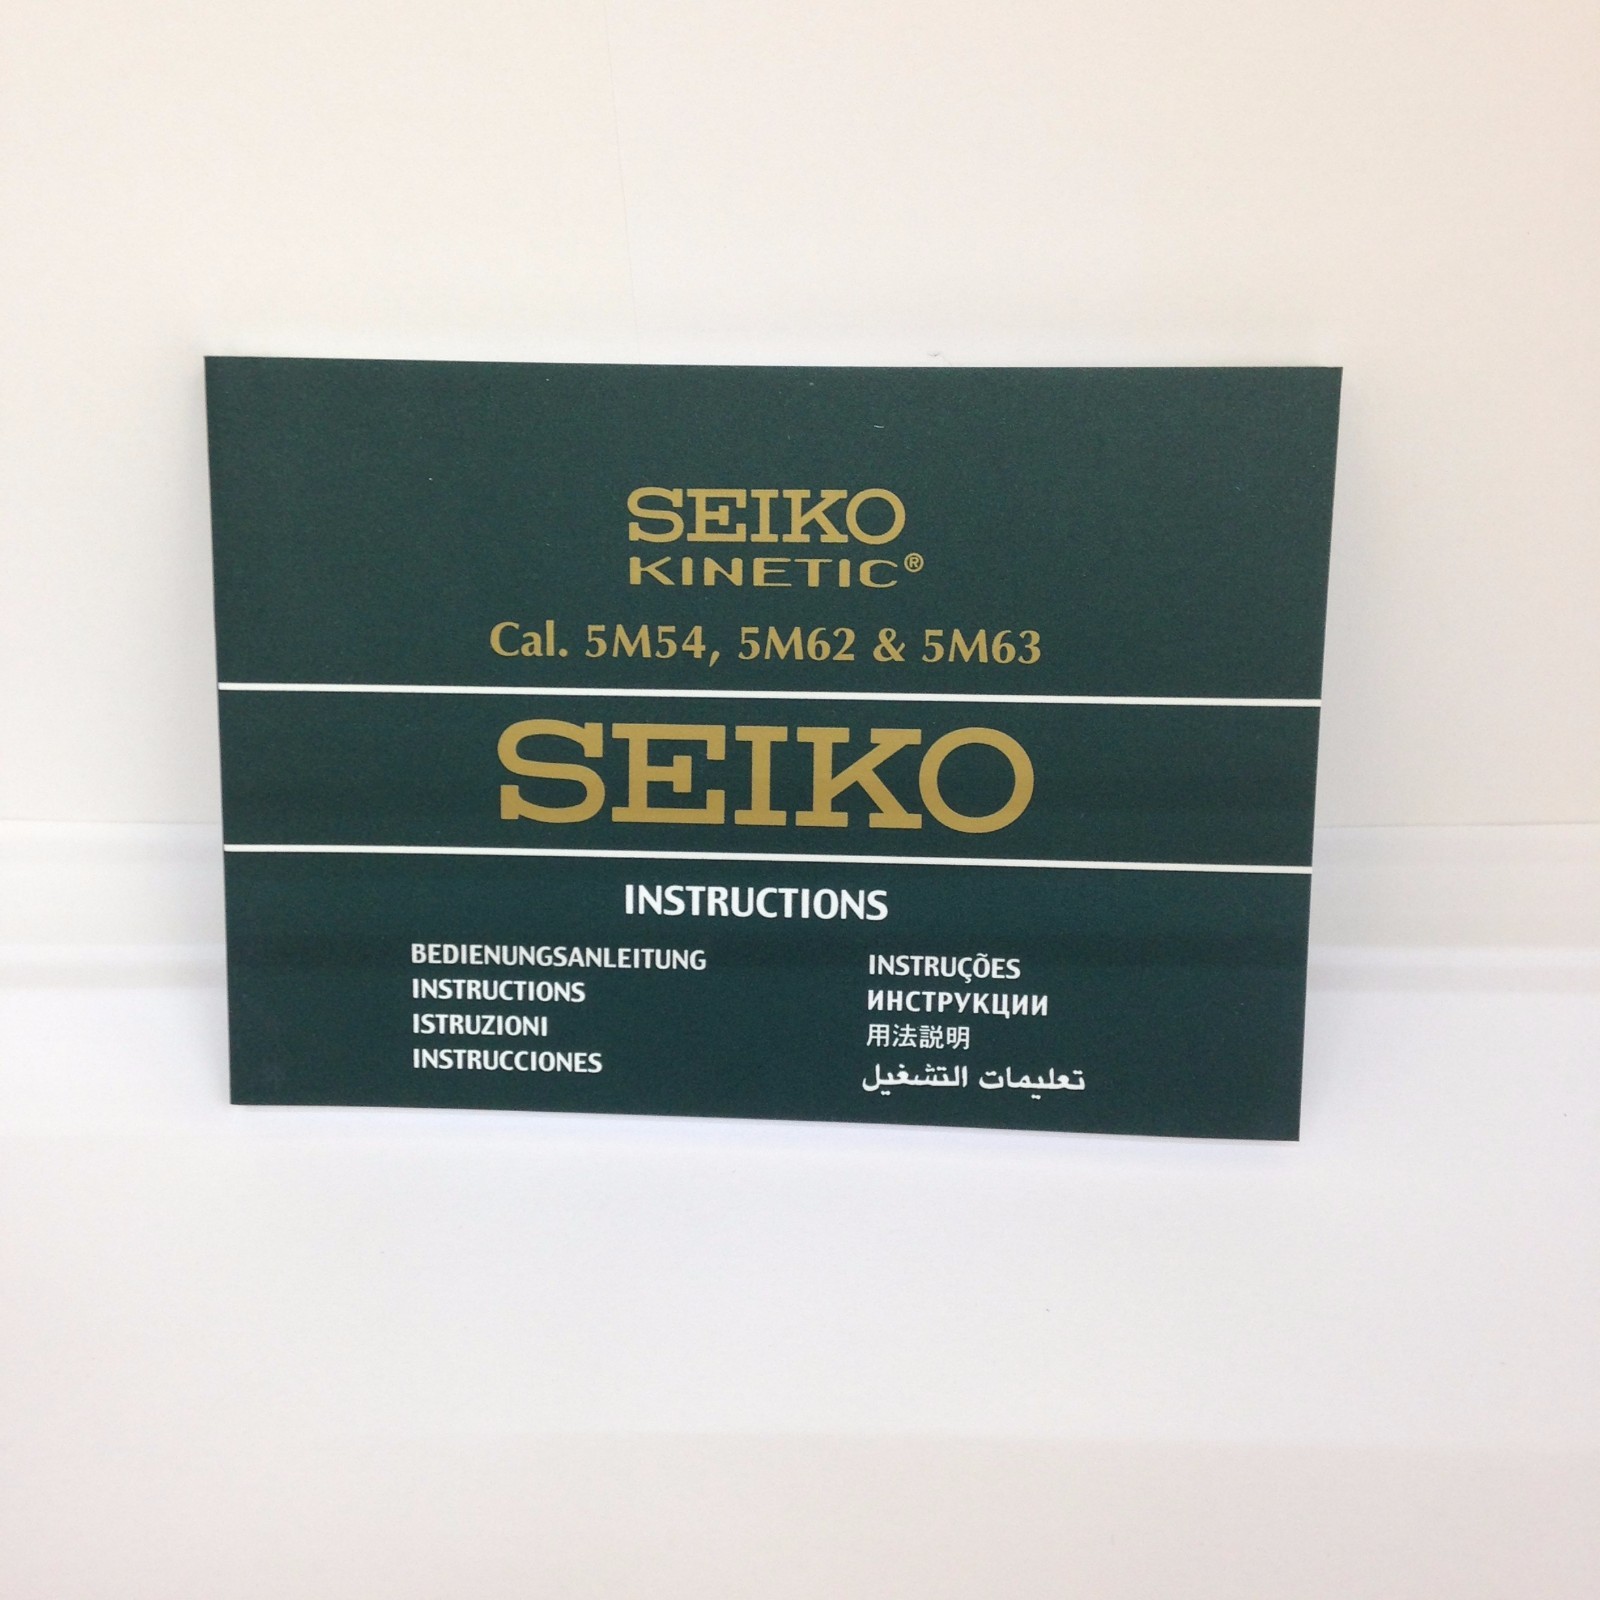 SEIKO
KINETIC®
Cal. 5M54, 5M62 & 5M63
SEIKO
INSTRUCTIONS
BEDIENUNGSANLEITUNG
INSTRUCTIONS
ISTRUZIONI
INSTRUCCIONES
INSTRUÇÕES
ИНСТРУКЦИИ
用法説明
تعليمات التشغيل